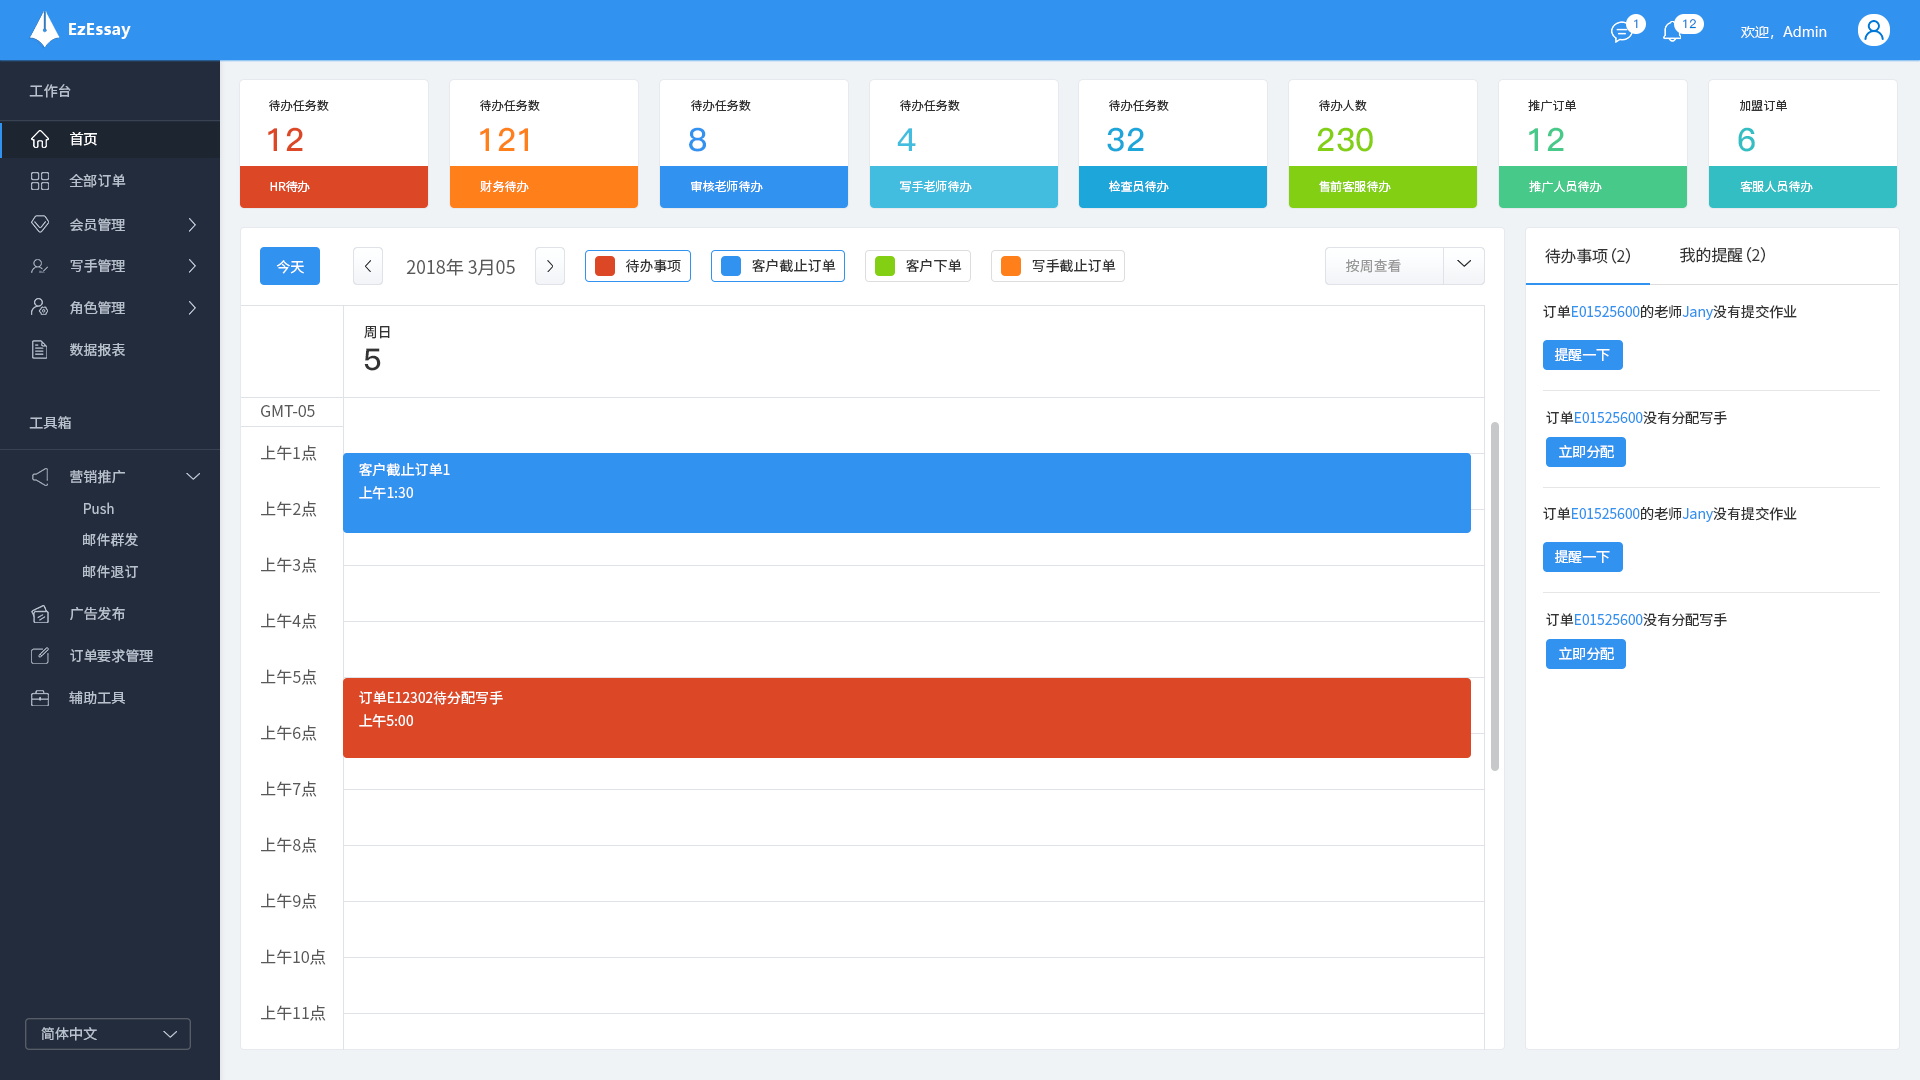 EzEssay
1
12
欢迎，Admin
工作台
首页
全部订单
会员管理
写手管理
角色管理
数据报表
工具箱
营销推广
Push
邮件群发
邮件退订
广告发布
订单要求管理
辅助工具
简体中文
待办任务数
12
HR待办
待办任务数
121
财务待办
待办任务数
8
审核老师待办
待办任务数
4
写手老师待办
待办任务数
32
检查员待办
待办人数
230
售前客服待办
推广订单
12
推广人员待办
加盟订单
6
客服人员待办
今天
2018年 3月05
待办事项
客户截止订单
客户下单
写手截止订单
按周查看
周日
5
GMT-05
上午1点
客户截止订单1
上午1:30
上午2点
上午3点
上午4点
上午5点
订单E12302待分配写手
上午5:00
上午6点
上午7点
上午8点
上午9点
上午10点
上午11点
待办事项(2)
我的提醒(2)
订单E01525600的老师Jany没有提交作业
提醒一下
订单E01525600没有分配写手
立即分配
订单E01525600的老师Jany没有提交作业
提醒一下
订单E01525600没有分配写手
立即分配